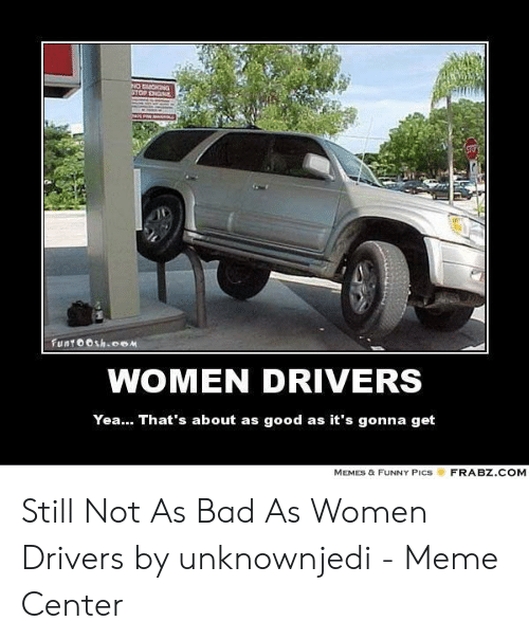 NO SMOKING
STOP ENGINE
STOP
FunTOOsh.com
WOMEN DRIVERS
Yea... That's about as good as it's gonna get
MEMES & FUNNY PICS FRABZ.COM
Still Not As Bad As Women
Drivers by unknownjedi - Meme
Center